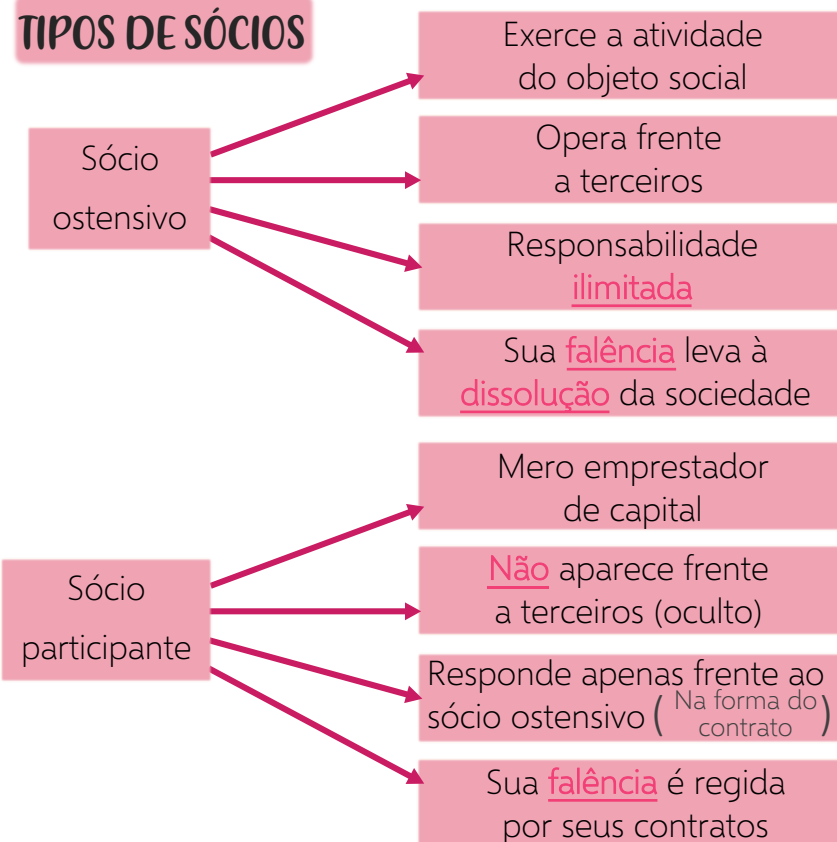 TIPOS DE SÓCIOS
Sócio
ostensivo
Exerce a atividade
do objeto social
Opera frente
a terceiros
Responsabilidade
ilimitada
Sua falência leva à
dissolução da sociedade
Sócio
participante
Mero emprestador
de capital
Não aparece frente
a terceiros (oculto)
Responde apenas frente ao
sócio ostensivo (Na forma do
contrato)
Sua falência é regida
por seus contratos